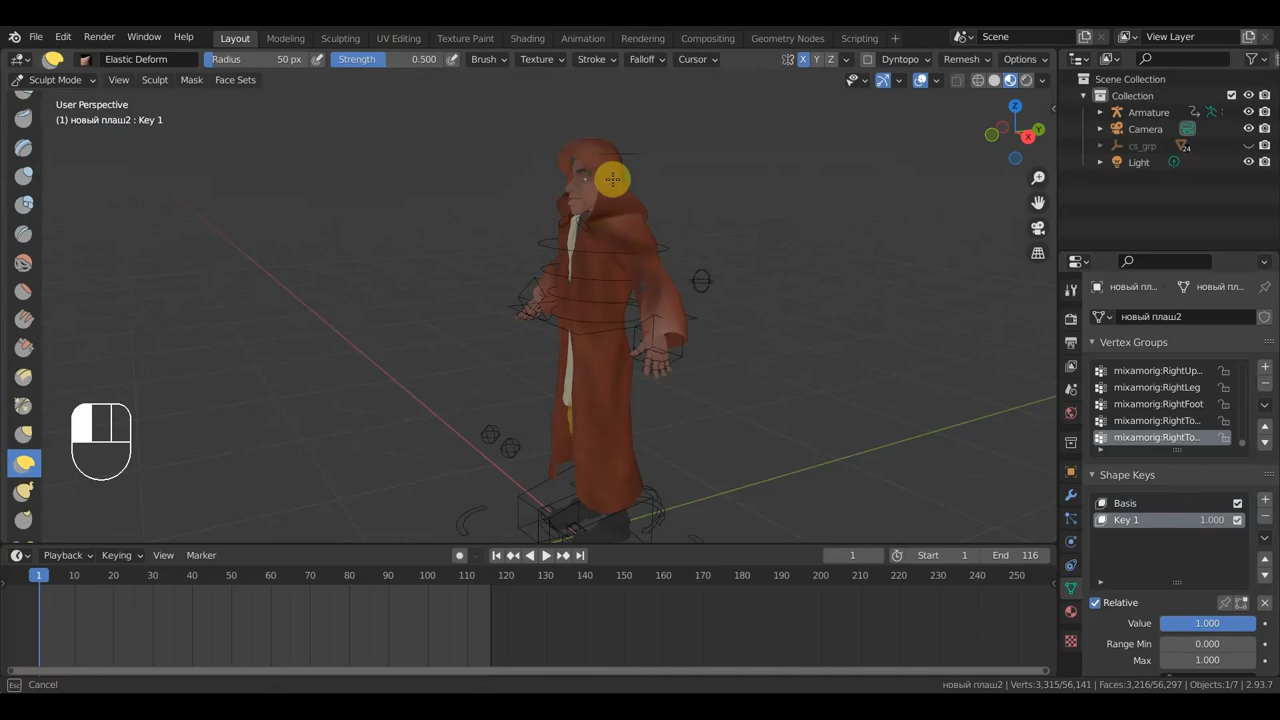 File Edit Render Window Help Layout Modeling Sculpting UV Editing Texture Paint Shading Animation Rendering Compositing Geometry Nodes Scripting + Scene View Layer
Elastic Deform Radius 50 px Strength 0.500 Brush Texture Stroke Falloff Cursor X Y Z Dyntopo Remesh Options
Sculpt Mode View Sculpt Mask Face Sets
Scene Collection
Collection
Armature
Camera
cs_grp 24
Light
User Perspective
(1) новый плаш2 : Key 1
Z
Y
X
новый пл... новый пл...
новый плаш2
Vertex Groups
mixamorig:RightUp...
mixamorig:RightLeg
mixamorig:RightFoot
mixamorig:RightTo...
mixamorig:RightTo...
Shape Keys
Basis
Key 1 1.000
Relative
Value 1.000
Range Min 0.000
Max 1.000
Playback Keying View Marker 1 Start 1 End 116
1 10 20 30 40 50 60 70 80 90 100 110 120 130 140 150 160 170 180 190 200 210 220 230 240 250
Esc Cancel новый плаш2 | Verts:3,315/56,141 | Faces:3,216/56,297 | Objects:1/7 | 2.93.7